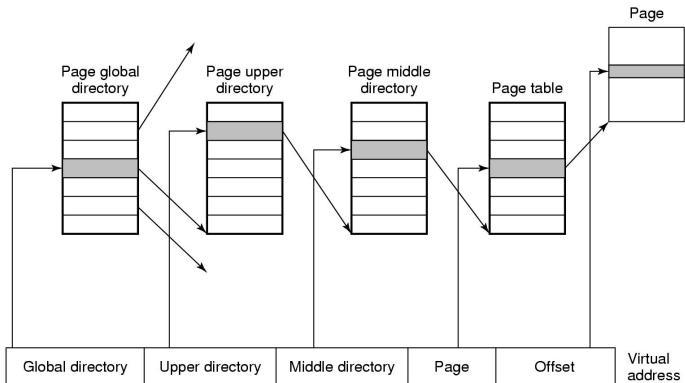 Page
Page global
directory
Page upper
directory
Page middle
directory
Page table
Global directory
Upper directory
Middle directory
Page
Offset
Virtual
address